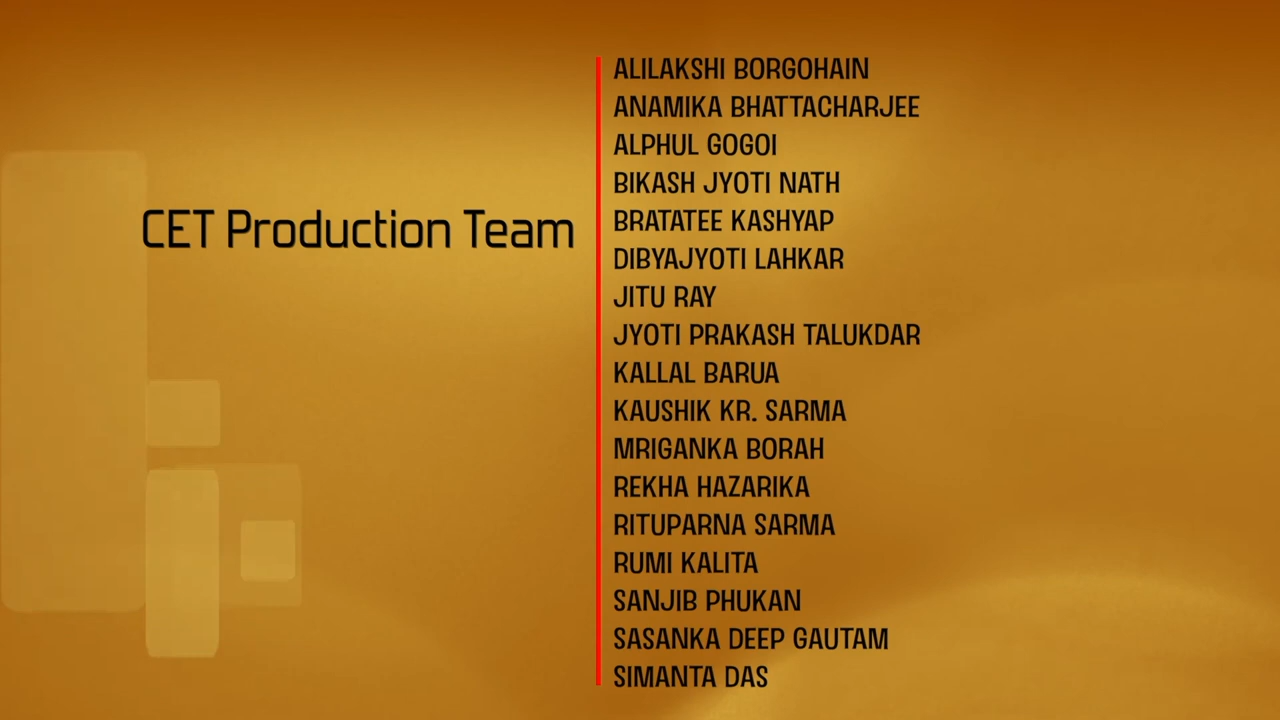 CET Production Team
ALILAKSHI BORGOHAIN
ANAMIKA BHATTACHARJEE
ALPHUL GOGOI
BIKASH JYOTI NATH
BRATATEE KASHYAP
DIBYAJYOTI LAHKAR
JITU RAY
JYOTI PRAKASH TALUKDAR
KALLAL BARUA
KAUSHIK KR. SARMA
MRIGANKA BORAH
REKHA HAZARIKA
RITUPARNA SARMA
RUMI KALITA
SANJIB PHUKAN
SASANKA DEEP GAUTAM
SIMANTA DAS